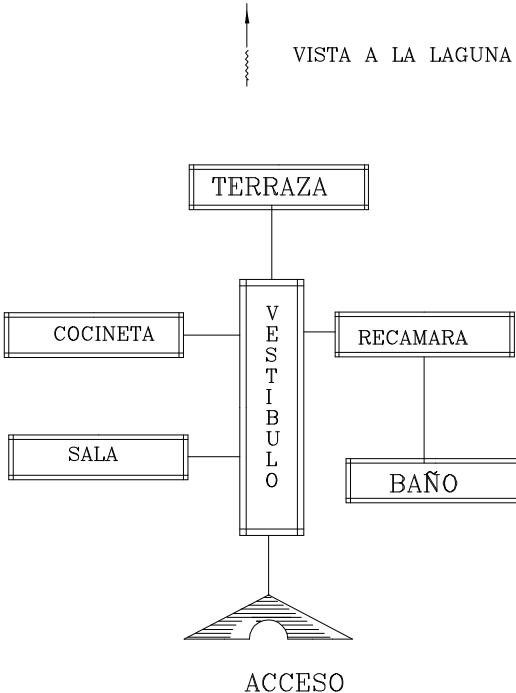 VISTA A LA LAGUNA
TERRAZA
VESTIBULO
COCINETA
RECAMARA
SALA
BAÑO
ACCESO